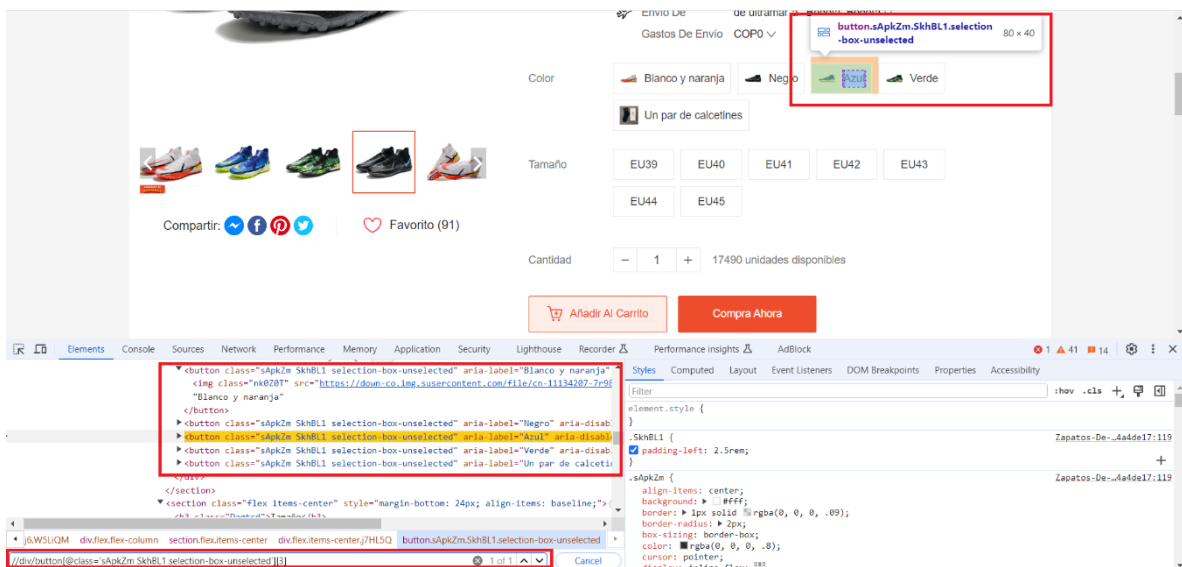 Envío De de ultramar a Bogotá, Bogotá
Gastos De Envío COP0
button.sApkZm.SkhBL1.selection
-box-unselected 80 × 40
Color Blanco y naranja Negro Azul Verde
Un par de calcetines
Tamaño EU39 EU40 EU41 EU42 EU43
EU44 EU45
Compartir: Favorito (91)
Cantidad − 1 + 17490 unidades disponibles
Añadir Al Carrito Compra Ahora
Elements Console Sources Network Performance Memory Application Security Lighthouse Recorder Performance insights AdBlock 1 41 14
<button class="sApkZm SkhBL1 selection-box-unselected" aria-label="Blanco y naranja"
<img class="nk0Z0T" src="https://down-co.img.susercontent.com/file/cn-11134207-7r98
"Blanco y naranja"
</button>
<button class="sApkZm SkhBL1 selection-box-unselected" aria-label="Negro" aria-disab
<button class="sApkZm SkhBL1 selection-box-unselected" aria-label="Azul" aria-disabl
<button class="sApkZm SkhBL1 selection-box-unselected" aria-label="Verde" aria-disab
<button class="sApkZm SkhBL1 selection-box-unselected" aria-label="Un par de calceti
</div>
</section>
<section class="flex items-center" style="margin-bottom: 24px; align-items: baseline;">
j6.W5LiQM div.flex.flex-column section.flex.items-center div.flex.items-center.j7HL5Q button.sApkZm.SkhBL1.selection-box-unselected
//div/button[@class='sApkZm SkhBL1 selection-box-unselected'][3] 1 of 1 Cancel
Styles Computed Layout Event Listeners DOM Breakpoints Properties Accessibility
Filter :hov .cls +
element.style {
}
.SkhBL1 { Zapatos-De-…4a4de17:119
padding-left: 2.5rem;
}
.sApkZm { Zapatos-De-…4a4de17:119
align-items: center;
background: #fff;
border: 1px solid rgba(0, 0, 0, .09);
border-radius: 2px;
box-sizing: border-box;
color: rgba(0, 0, 0, .8);
cursor: pointer;